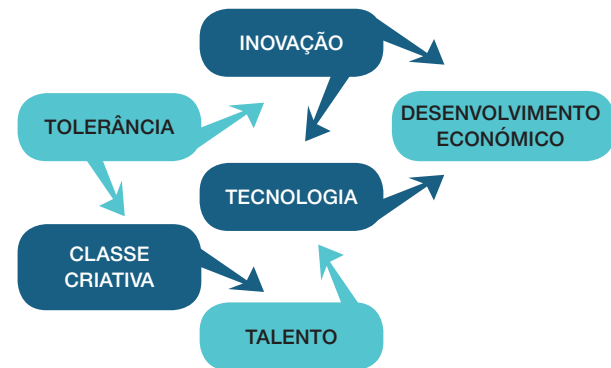 INOVAÇÃO
TOLERÂNCIA
DESENVOLVIMENTO
ECONÓMICO
TECNOLOGIA
CLASSE
CRIATIVA
TALENTO